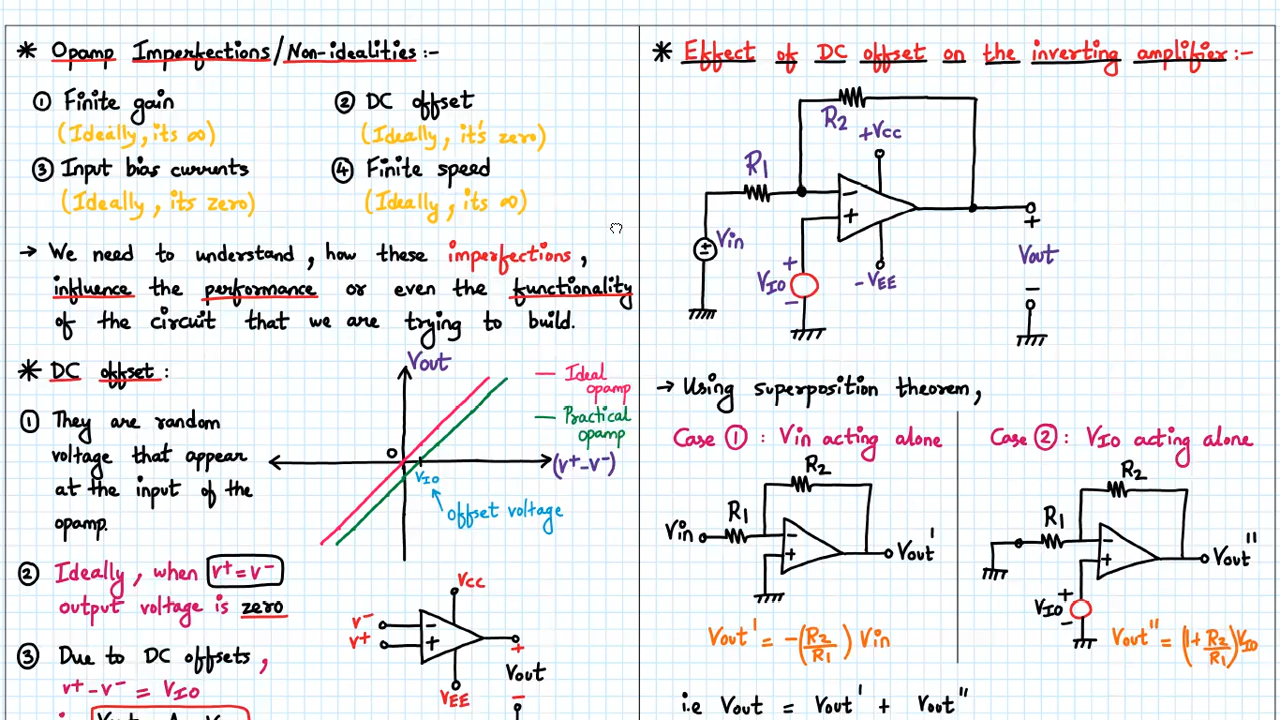 * Opamp Imperfections/Non-idealities :-
① Finite gain
(Ideally, its ∞)
② DC offset
(Ideally, it's zero)
③ Input bias currents
(Ideally, its zero)
④ Finite speed
(Ideally, its ∞)
→ We need to understand, how these imperfections,
influence the performance or even the functionality
of the circuit that we are trying to build.
* DC offset :
① They are random
voltage that appear
at the input of the
opamp.
Vout
— Ideal
opamp
— Practical
opamp
(v+-v-)
0
VIO
offset voltage
② Ideally, when v+=v-
output voltage is zero
③ Due to DC offsets,
v+-v- = VIO
VCC
v-
v+
-
+
VEE
+
Vout
-
* Effect of DC offset on the inverting amplifier :-
R2
+VCC
R1
-
+
Vin
±
+
VIO
-
-VEE
+
Vout
-
→ Using superposition theorem,
Case ① : Vin acting alone
R2
R1
Vin
-
+
Vout'
Vout' = -(R2/R1) Vin
Case ② : VIO acting alone
R2
R1
-
+
Vout"
+
VIO
-
Vout" = (1+R2/R1)VIO
i.e Vout = Vout' + Vout"